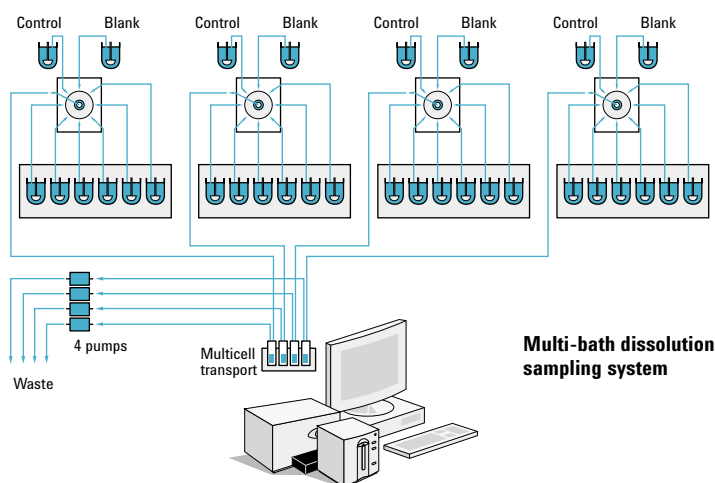 Control Blank Control Blank Control Blank Control Blank
4 pumps
Waste
Multicell
transport
Multi-bath dissolution
sampling system